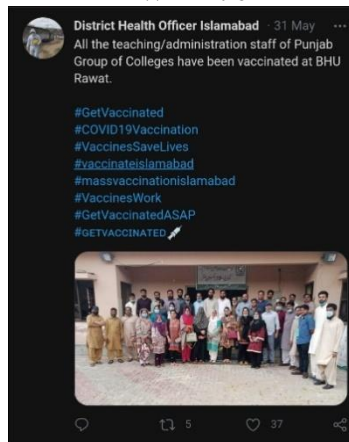 District Health Officer Islamabad · 31 May
All the teaching/administration staff of Punjab
Group of Colleges have been vaccinated at BHU
Rawat.
#GetVaccinated
#COVID19Vaccination
#VaccinesSaveLives
#vaccinateislamabad
#massvaccinationislamabad
#VaccinesWork
#GetVaccinatedASAP
#GETVACCINATED
5
37